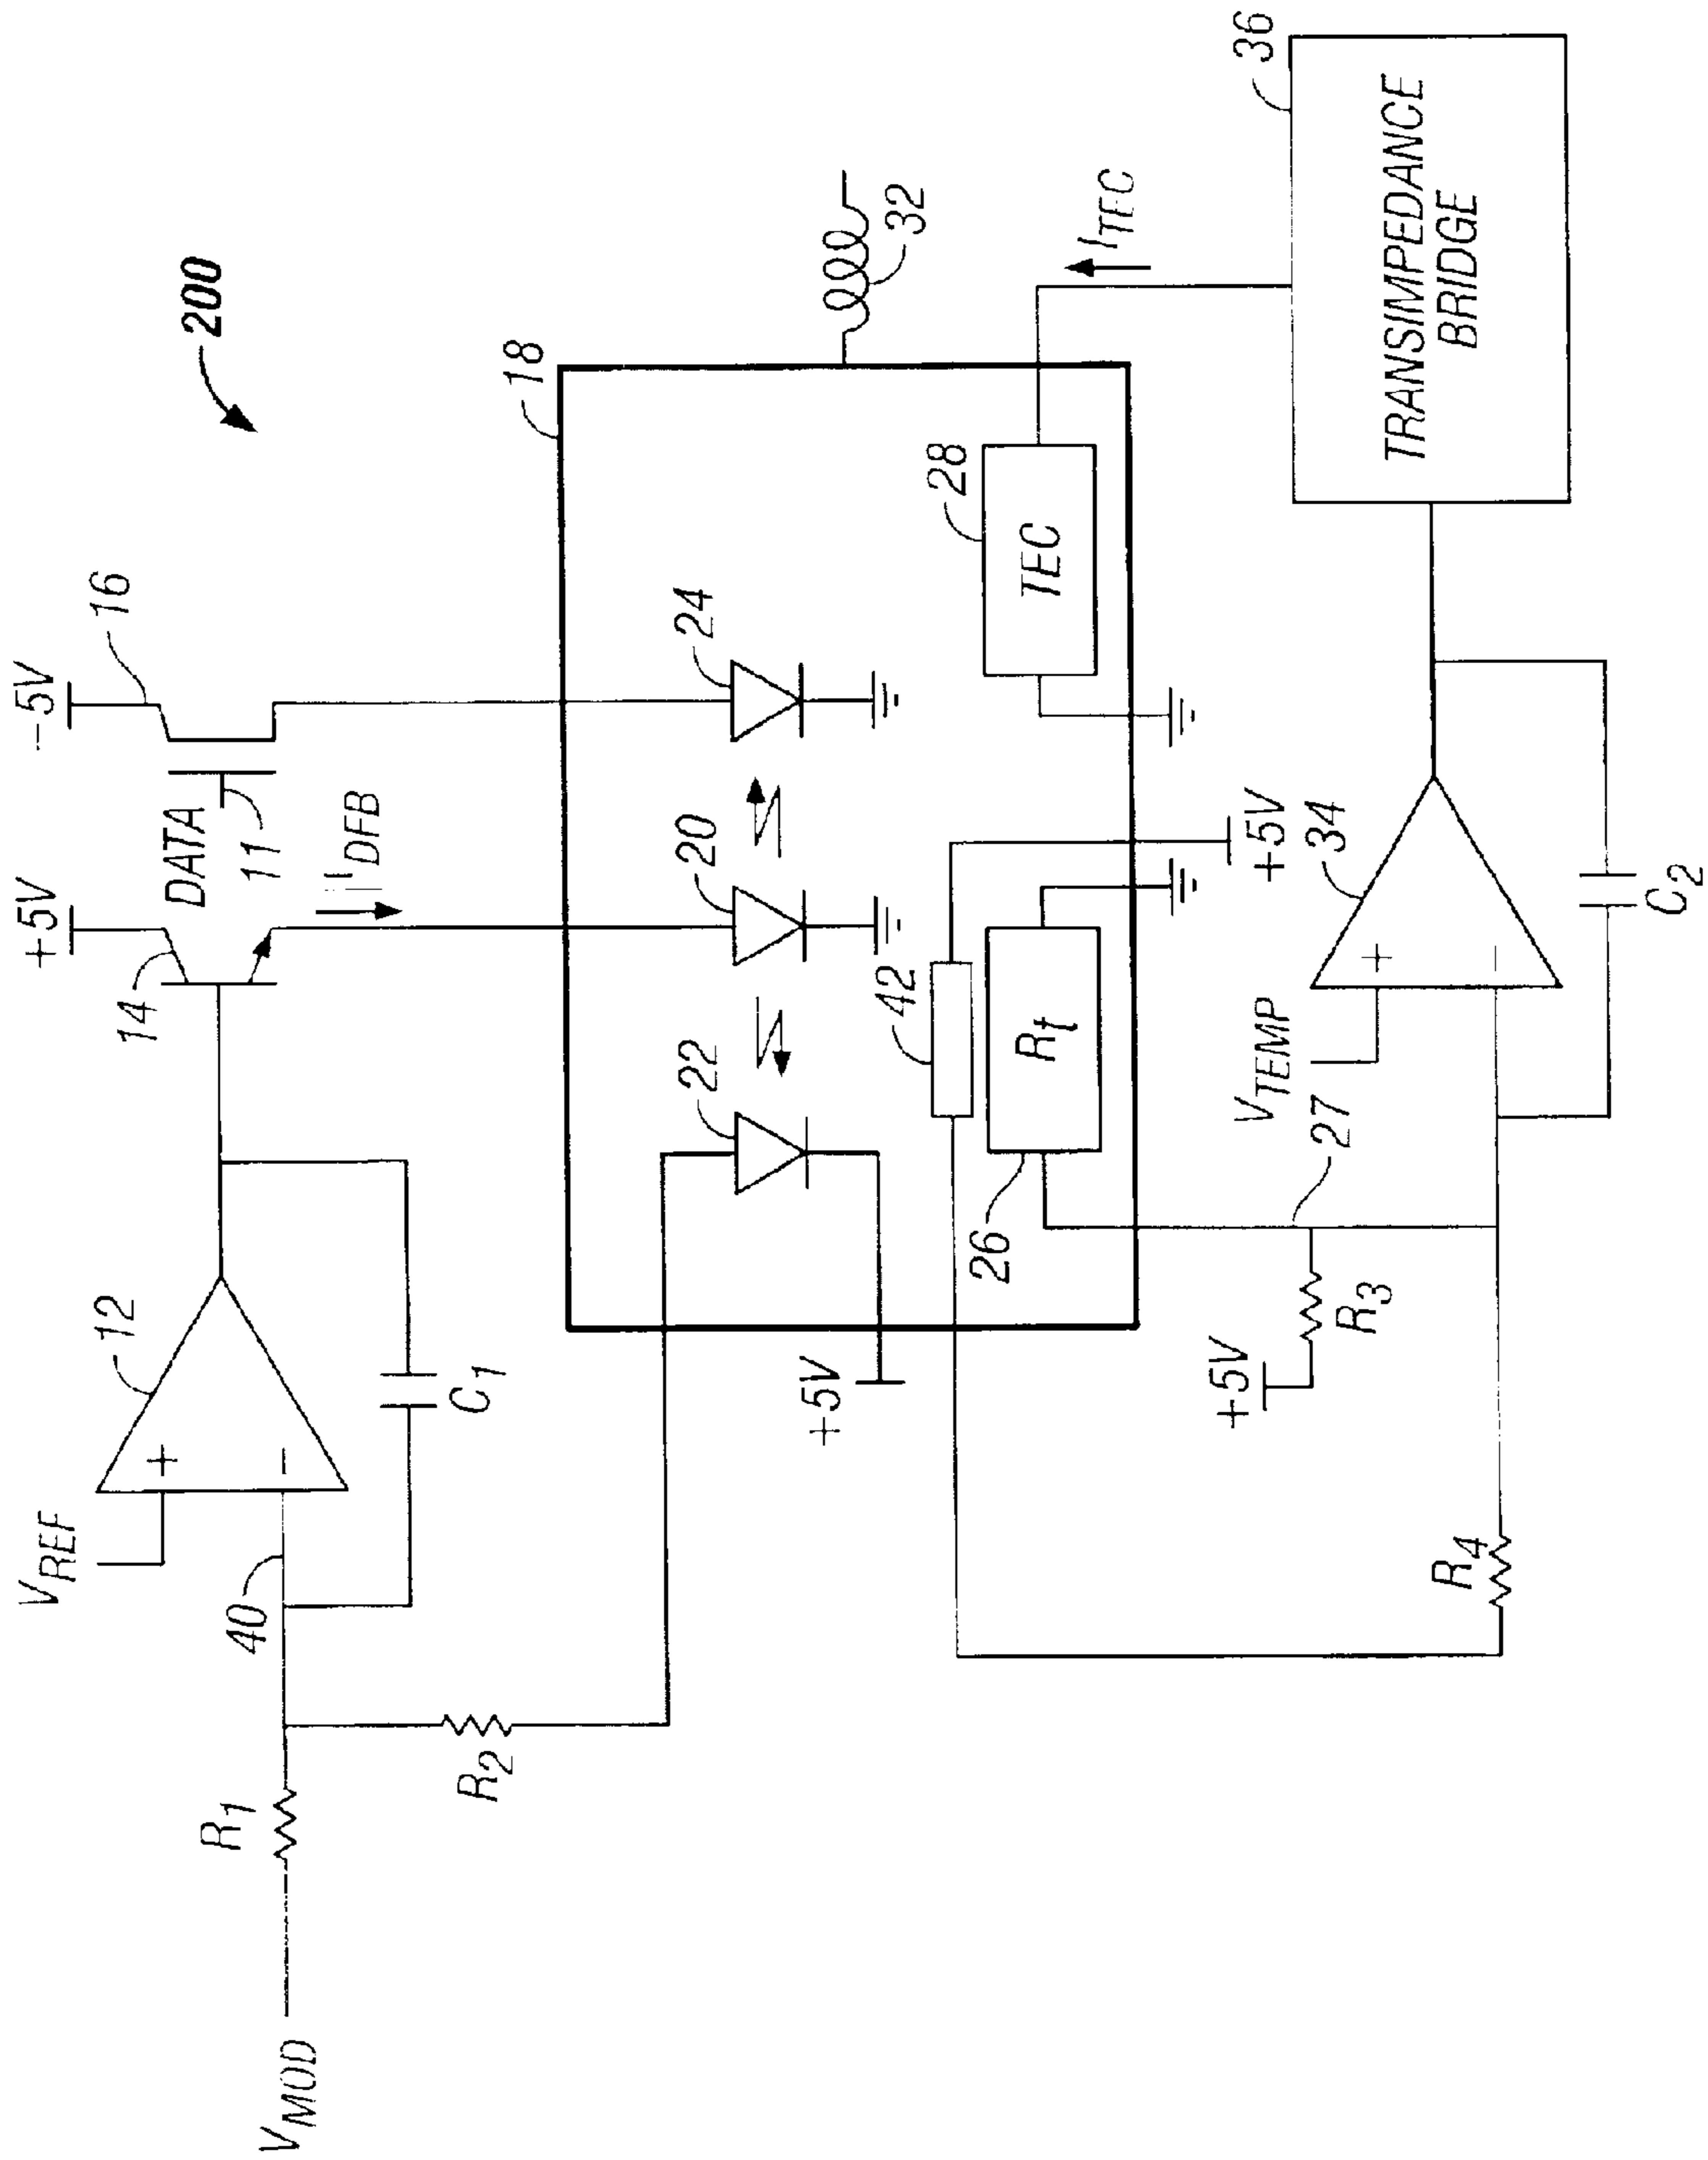 200
V_REF
12
+
-
40
R_1
V_MOD
R_2
C_1
+5V
14
DATA
11
I_DFB
-5V
16
18
22
20
24
+5V
42
R_t
26
TEC
28
32
I_TEC
+5V
+5V
R_3
27
V_TEMP
34
+
-
R_4
C_2
36
TRANSIMPEDANCE
BRIDGE